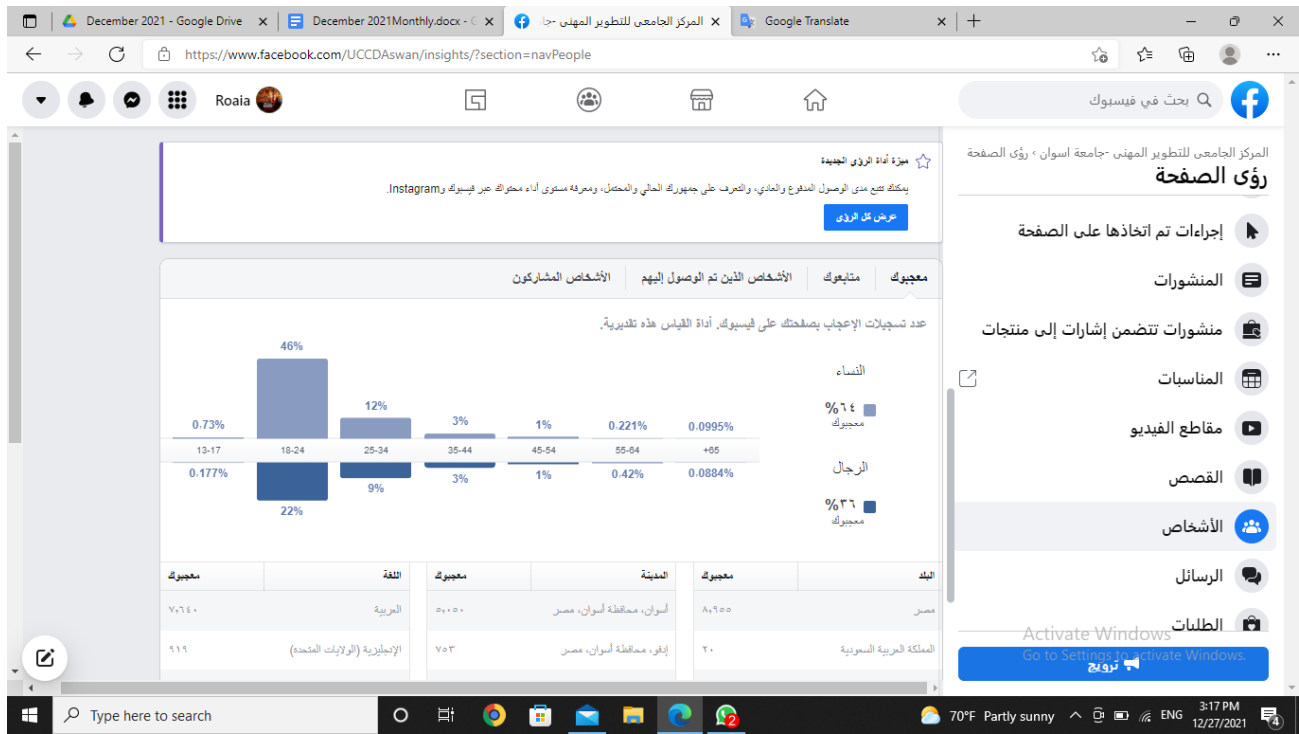 December 2021 - Google Drive
December 2021Monthly.docx - G
المركز الجامعى للتطوير المهنى -جا
Google Translate
https://www.facebook.com/UCCDAswan/insights/?section=navPeople
Roaia
بحث في فيسبوك
المركز الجامعى للتطوير المهنى -جامعة اسوان › رؤى الصفحة
رؤى الصفحة
إجراءات تم اتخاذها على الصفحة
المنشورات
منشورات تتضمن إشارات إلى منتجات
المناسبات
مقاطع الفيديو
القصص
الأشخاص
الرسائل
الطلبات
ترويج
ميزة أداة الرؤى الجديدة
يمكنك تتبع مدى الوصول المدفوع والعادي، والتعرف على جمهورك الحالي والمحتمل، ومعرفة مستوى أداء محتواك عبر فيسبوك وInstagram.
عرض كل الرؤى
معجبوك
متابعوك
الأشخاص الذين تم الوصول إليهم
الأشخاص المشاركون
عدد تسجيلات الإعجاب بصفحتك على فيسبوك. أداة القياس هذه تقديرية.
النساء
%٦٤
معجبوك
الرجال
%٣٦
معجبوك
0.73% 46% 12% 3% 1% 0.221% 0.0995%
13-17 18-24 25-34 35-44 45-54 55-64 +65
0.177% 22% 9% 3% 1% 0.42% 0.0884%
البلد معجبوك المدينة معجبوك اللغة معجبوك
مصر ٨,٩٥٥ أسوان، محافظة أسوان، مصر ٥,٠٥٠ العربية ٧,٦٤٠
المملكة العربية السعودية ٢٠ إدفو، محافظة أسوان، مصر ٧٥٣ الإنجليزية (الولايات المتحدة) ٩١٩
Activate Windows
Go to Settings to activate Windows.
Type here to search
2
70°F Partly sunny
ENG
3:17 PM
12/27/2021
4